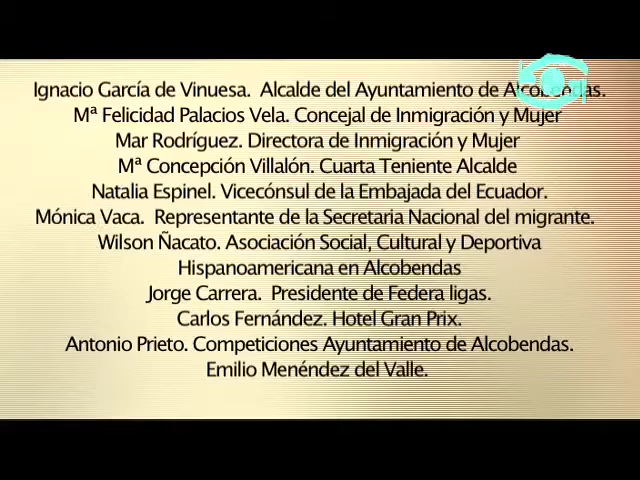 Ignacio García de Vinuesa.  Alcalde del Ayuntamiento de Alcobendas.
Mª Felicidad Palacios Vela. Concejal de Inmigración y Mujer
Mar Rodríguez. Directora de Inmigración y Mujer
Mª Concepción Villalón. Cuarta Teniente Alcalde
Natalia Espinel. Vicecónsul de la Embajada del Ecuador.
Mónica Vaca.  Representante de la Secretaria Nacional del migrante.
Wilson Ñacato. Asociación Social, Cultural y Deportiva
Hispanoamericana en Alcobendas
Jorge Carrera.  Presidente de Federa ligas.
Carlos Fernández. Hotel Gran Prix.
Antonio Prieto. Competiciones Ayuntamiento de Alcobendas.
Emilio Menéndez del Valle.